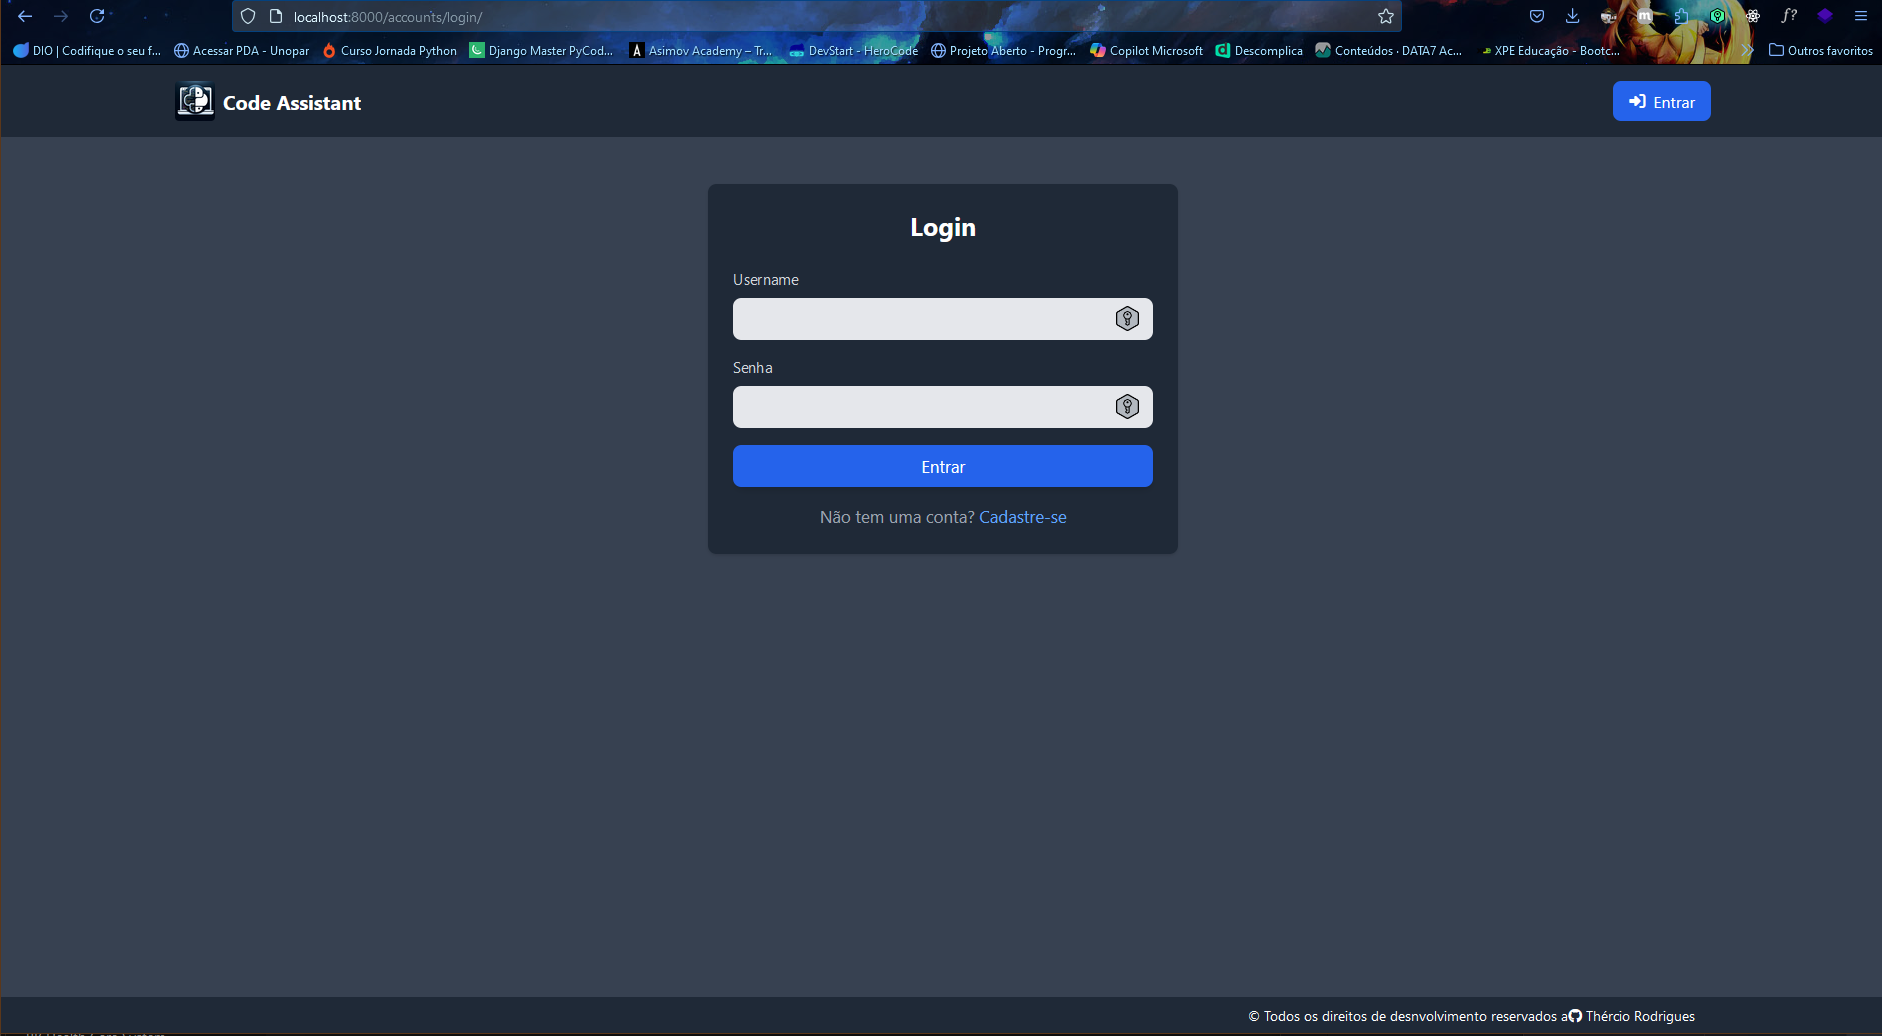 localhost:8000/accounts/login/
f?
DIO | Codifique o seu f... Acessar PDA - Unopar Curso Jornada Python Django Master PyCod... Asimov Academy – Tr... DevStart - HeroCode Projeto Aberto - Progr... Copilot Microsoft Descomplica Conteúdos · DATA7 Ac... XPE Educação - Bootc... Outros favoritos
Code Assistant
Entrar
Login
Username
Senha
Entrar
Não tem uma conta? Cadastre-se
© Todos os direitos de desnvolvimento reservados a Thércio Rodrigues